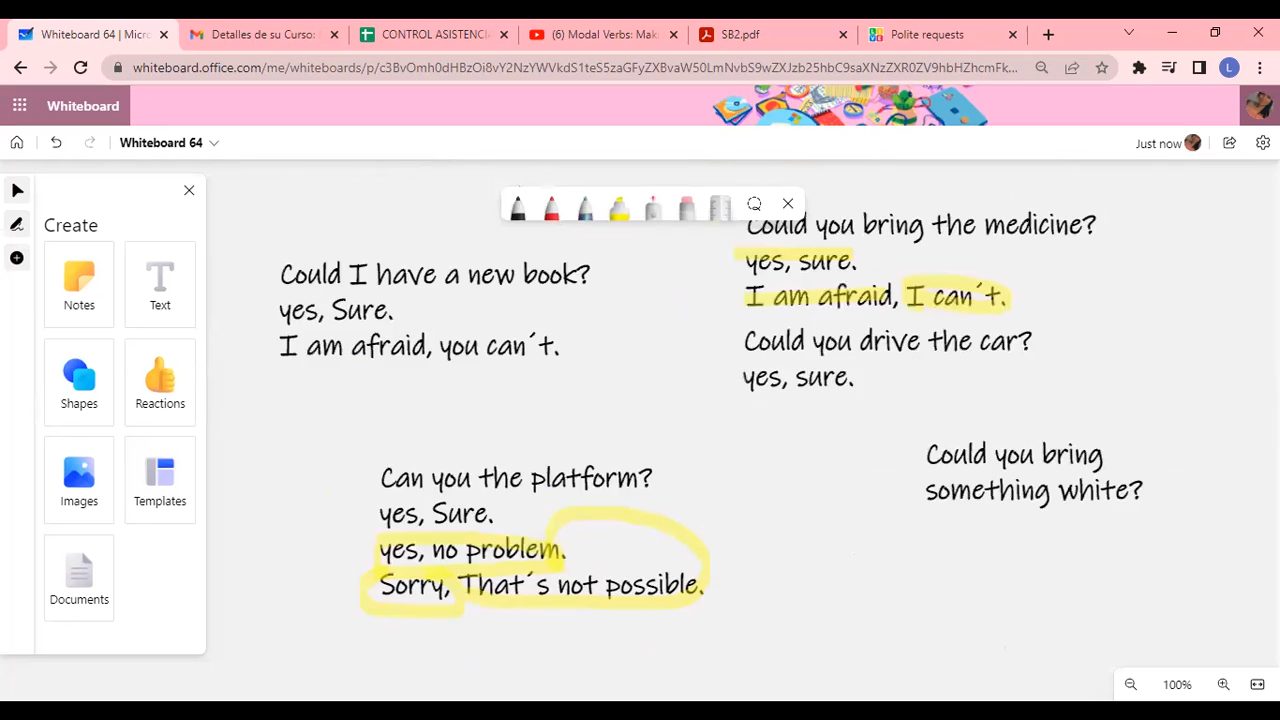 Whiteboard 64 | Micro
Detalles de su Curso:
CONTROL ASISTENCI
(6) Modal Verbs: Mak
SB2.pdf
Polite requests
whiteboard.office.com/me/whiteboards/p/c3BvOmh0dHBzOi8vY2NzYWVkdS1teS5zaGFyZXBvaW50LmNvbS9wZXJzb25hbC9saXNzZXR0ZV9hbHZhcmFk...
L
Whiteboard
Whiteboard 64
Just now
Create
Notes
Text
Shapes
Reactions
Images
Templates
Documents
Could I have a new book?
yes, Sure.
I am afraid, you can´t.
Could you bring the medicine?
yes, sure.
I am afraid, I can´t.
Could you drive the car?
yes, sure.
Can you the platform?
yes, Sure.
yes, no problem.
Sorry, That´s not possible.
Could you bring
something white?
100%